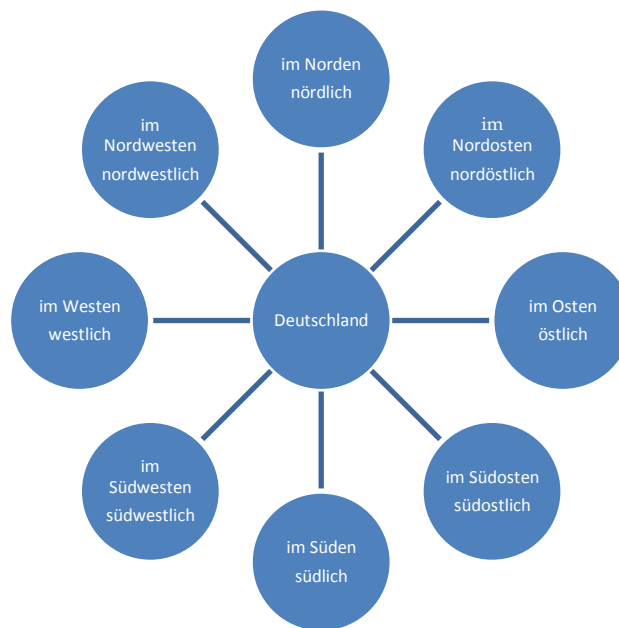 im Norden
nördlich
im
Nordwesten
nordwestlich
im
Nordosten
nordöstlich
im Westen
westlich
Deutschland
im Osten
östlich
im
Südwesten
südwestlich
im Südosten
südostlich
im Süden
südlich